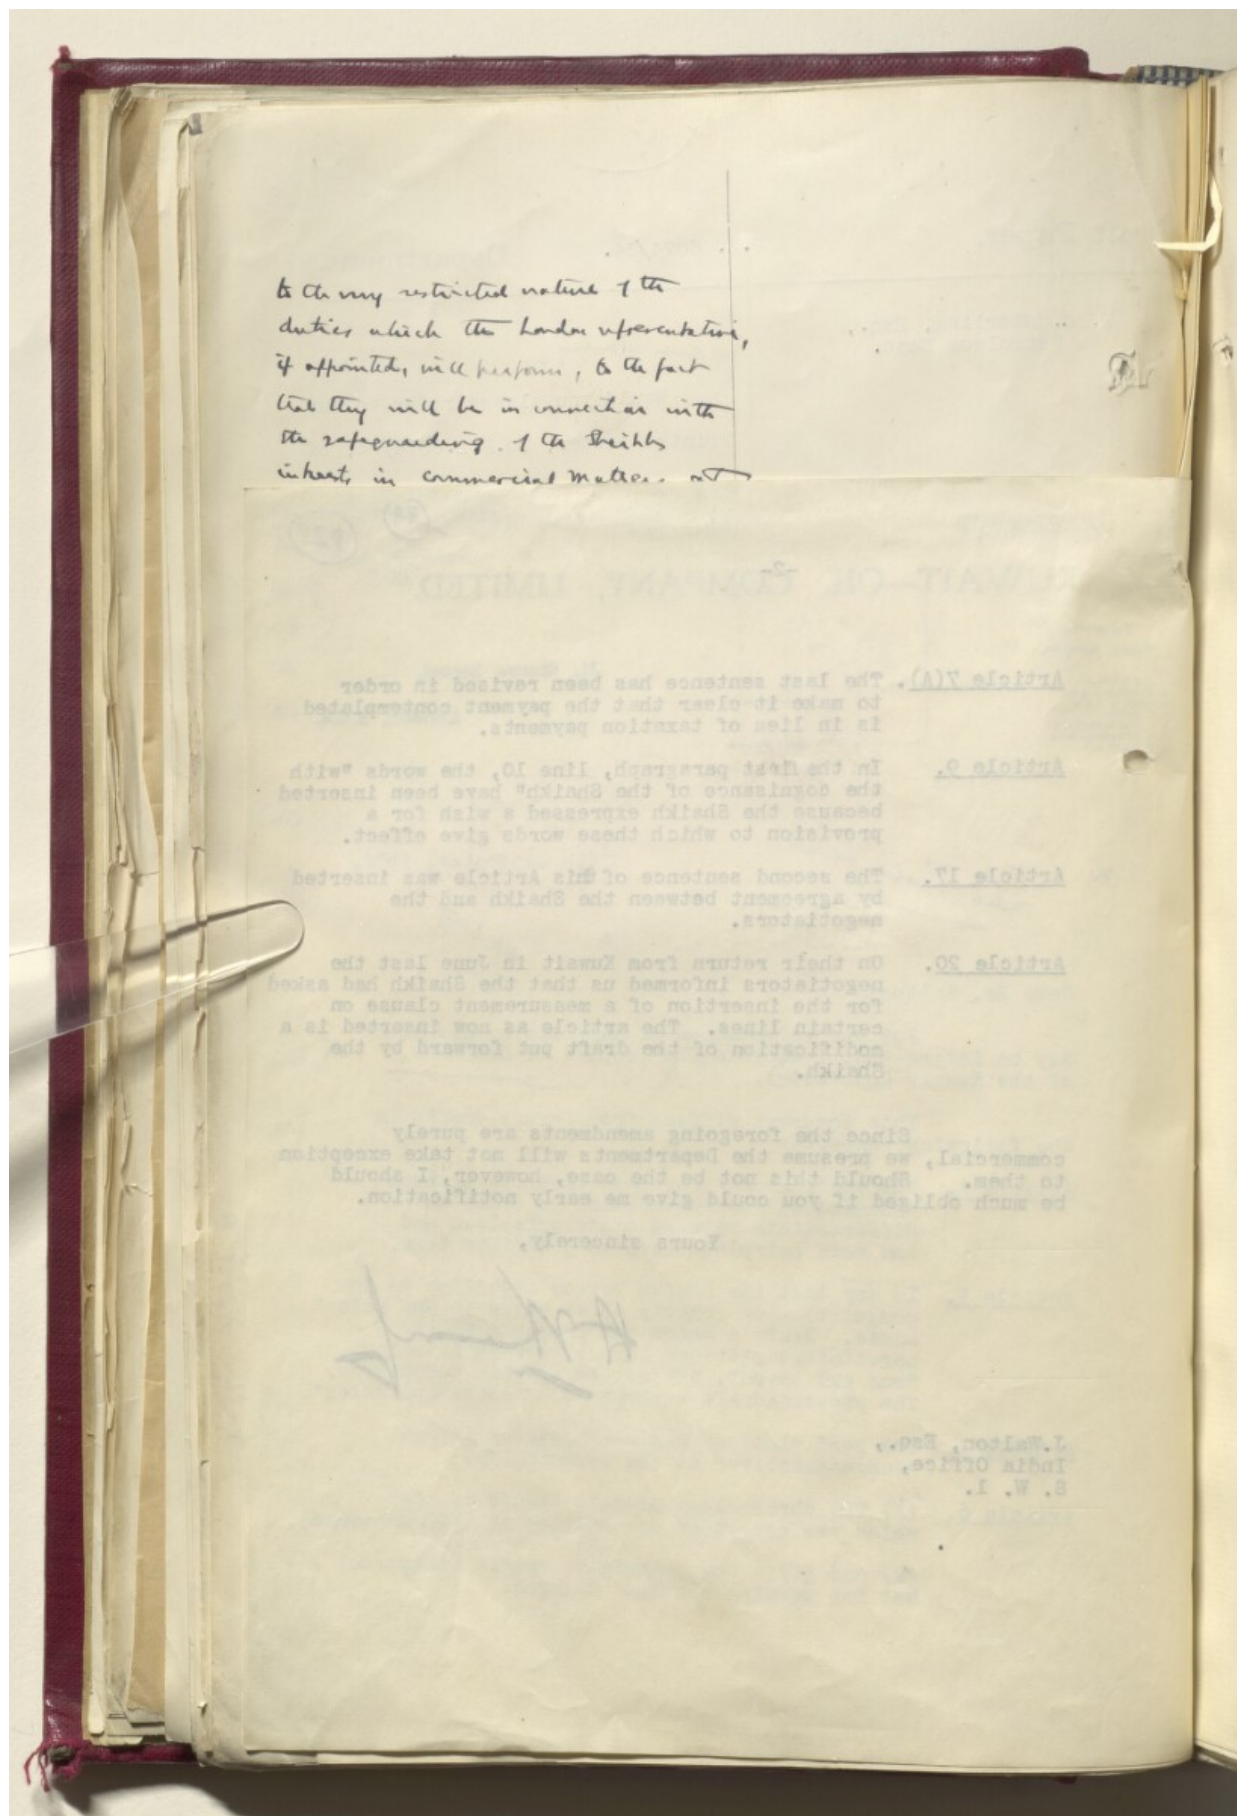 to the very restricted nature of the
duties which the London representative,
if appointed, will perform, to the fact
that they will be in connection with
the safeguarding of the Sheikh's
interests in commercial matters not
-2-
KUWAIT OIL COMPANY, LIMITED
Article 7(A). The last sentence has been revised in order
to make it clear that the payment contemplated
is in lieu of taxation payments.
Article 9. In the first paragraph, line 10, the words "with
the cognisance of the Shaikh" have been inserted
because the Shaikh expressed a wish for a
provision to which these words give effect.
Article 17. The second sentence of this Article was inserted
by agreement between the Shaikh and the
negotiators.
Article 20. On their return from Kuwait in June last the
negotiators informed us that the Shaikh had asked
for the insertion of a measurement clause on
certain lines. The article as now inserted is a
modification of the draft put forward by the
Shaikh.
Since the foregoing amendments are purely
commercial, we presume the Departments will not take exception
to them. Should this not be the case, however, I should
be much obliged if you could give me early notification.
Yours sincerely,
J.Walton, Esq.,
India Office,
S. W. 1.